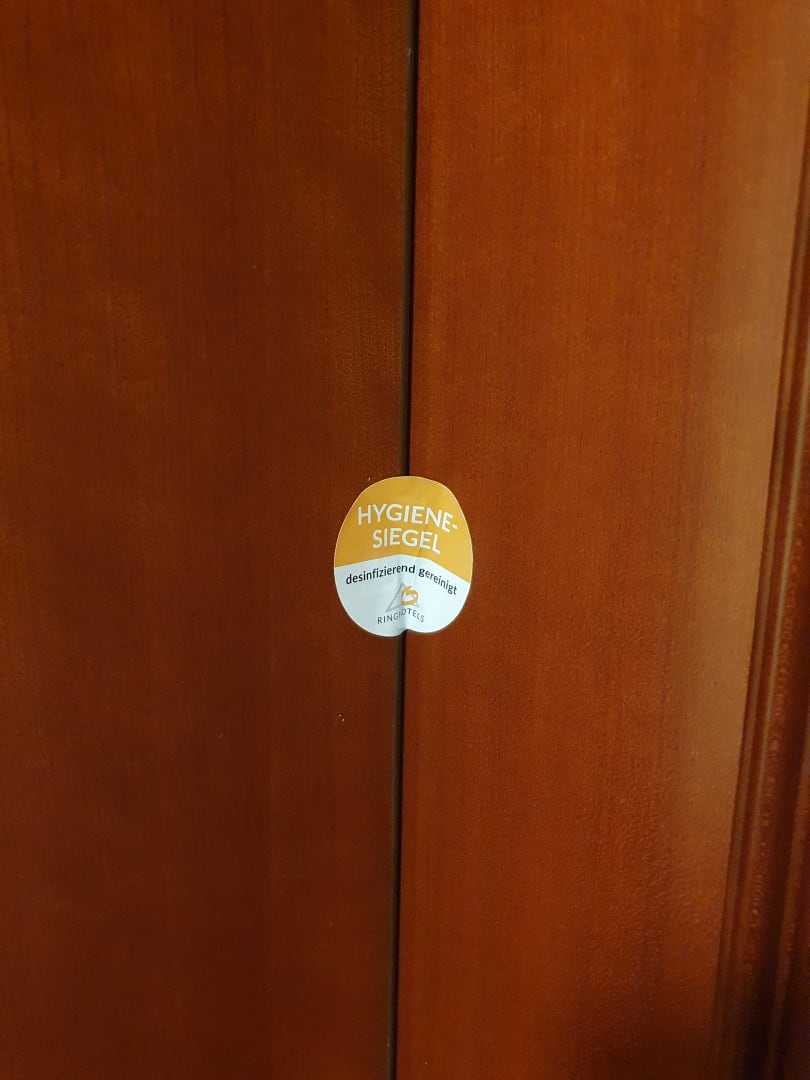 HYGIENE-
SIEGEL
desinfizierend gereinigt
RINGHOTELS